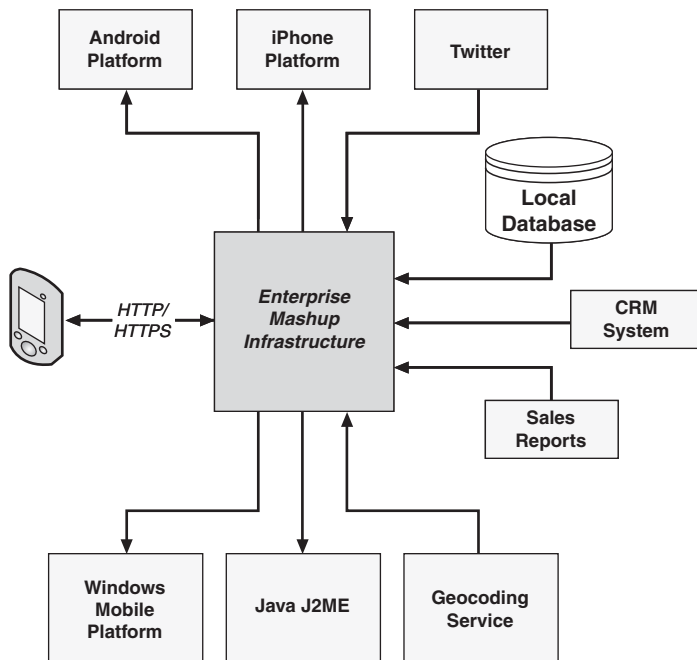 Android
Platform
iPhone
Platform
Twitter
Local
Database
HTTP/
HTTPS
Enterprise
Mashup
Infrastructure
CRM
System
Sales
Reports
Windows
Mobile
Platform
Java J2ME
Geocoding
Service